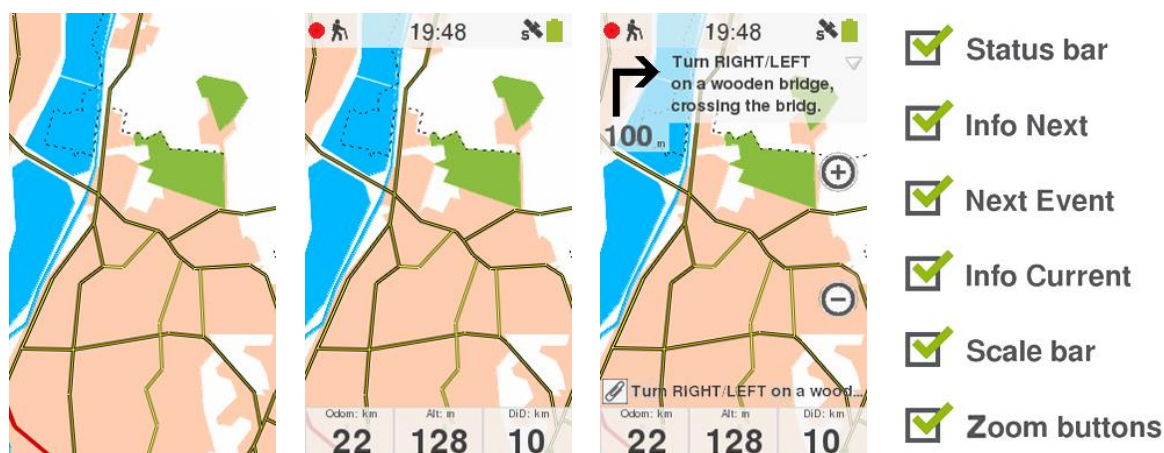 19:48
S
Odom: km
Alt: m
DiD: km
22
128
10
19:48
S
Turn RIGHT/LEFT
on a wooden bridge,
crossing the bridg.
100 m
Turn RIGHT/LEFT on a wood...
Odom: km
Alt: m
DiD: km
22
128
10
Status bar
Info Next
Next Event
Info Current
Scale bar
Zoom buttons